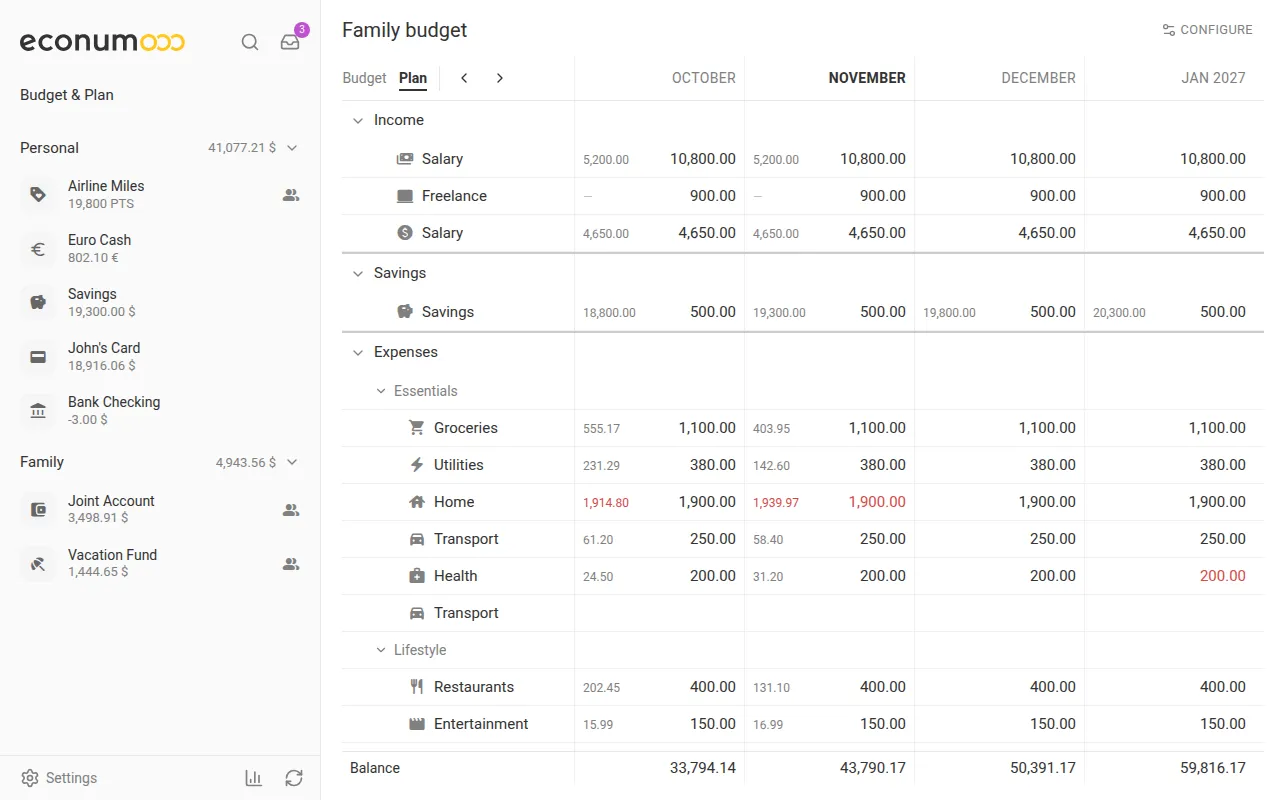 econumo
3
Budget & Plan
Personal 41,077.21 $
Airline Miles
19,800 PTS
Euro Cash
802.10 €
Savings
19,300.00 $
John's Card
18,916.06 $
Bank Checking
-3.00 $
Family 4,943.56 $
Joint Account
3,498.91 $
Vacation Fund
1,444.65 $
Settings
Family budget CONFIGURE
Budget Plan OCTOBER NOVEMBER DECEMBER JAN 2027
Income
Salary 5,200.00 10,800.00 5,200.00 10,800.00 10,800.00 10,800.00
Freelance – 900.00 – 900.00 900.00 900.00
Salary 4,650.00 4,650.00 4,650.00 4,650.00 4,650.00 4,650.00
Savings
Savings 18,800.00 500.00 19,300.00 500.00 19,800.00 500.00 20,300.00 500.00
Expenses
Essentials
Groceries 555.17 1,100.00 403.95 1,100.00 1,100.00 1,100.00
Utilities 231.29 380.00 142.60 380.00 380.00 380.00
Home 1,914.80 1,900.00 1,939.97 1,900.00 1,900.00 1,900.00
Transport 61.20 250.00 58.40 250.00 250.00 250.00
Health 24.50 200.00 31.20 200.00 200.00 200.00
Transport
Lifestyle
Restaurants 202.45 400.00 131.10 400.00 400.00 400.00
Entertainment 15.99 150.00 16.99 150.00 150.00 150.00
Balance 33,794.14 43,790.17 50,391.17 59,816.17